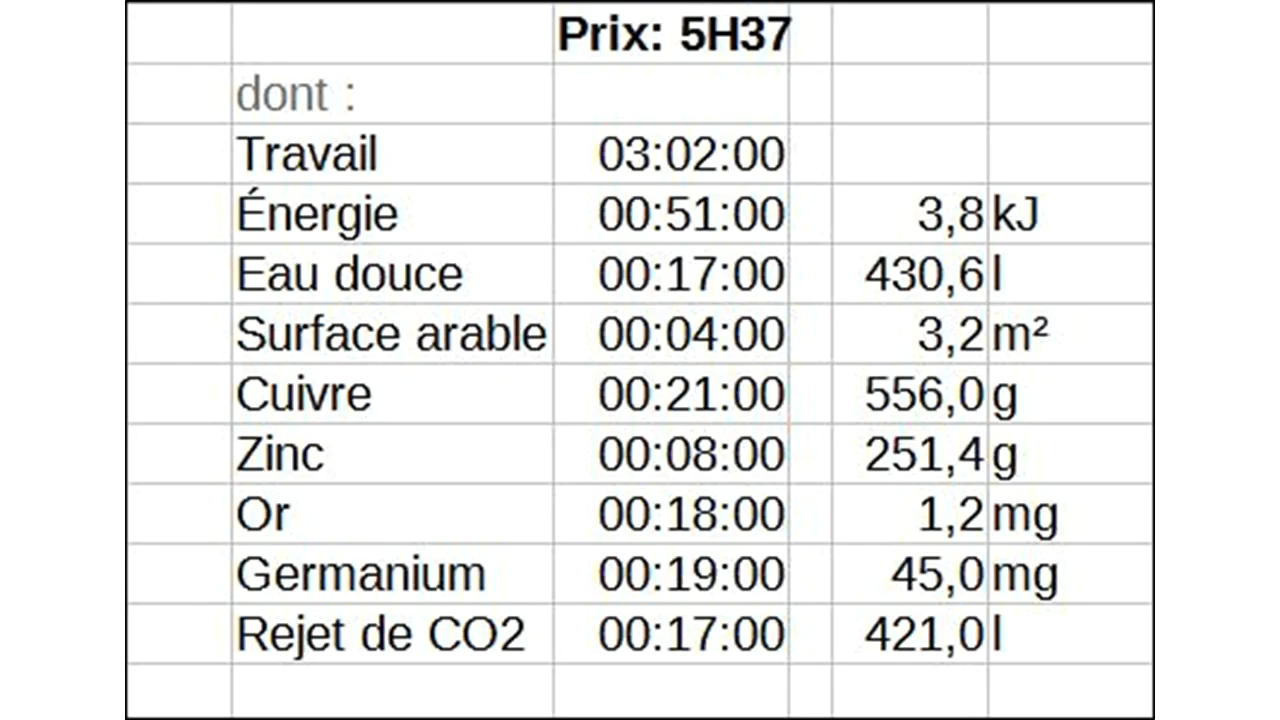 Prix: 5H37
dont :
Travail 03:02:00
Énergie 00:51:00 3,8 kJ
Eau douce 00:17:00 430,6 l
Surface arable 00:04:00 3,2 m²
Cuivre 00:21:00 556,0 g
Zinc 00:08:00 251,4 g
Or 00:18:00 1,2 mg
Germanium 00:19:00 45,0 mg
Rejet de CO2 00:17:00 421,0 l